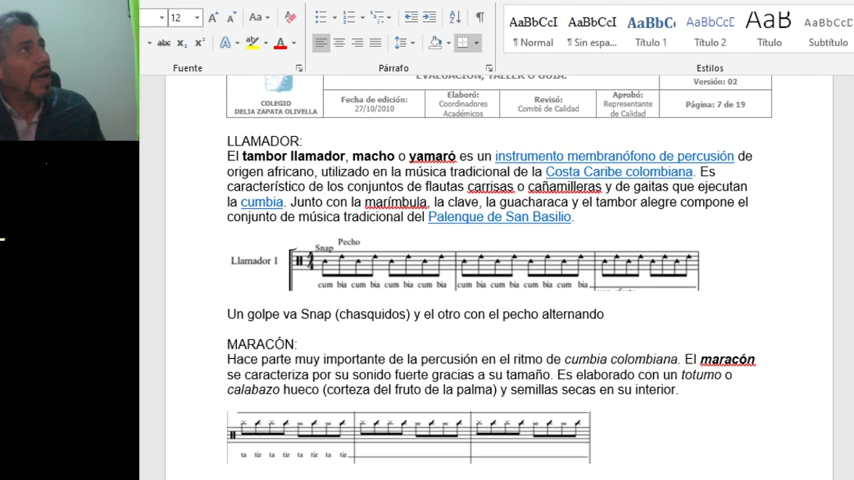 12 A A Aa AaBbCcI AaBbCcI AaBbCc AaBbCcD AaB AaBbCcD
abc x₂ x² A A ¶ Normal ¶ Sin espa... Título 1 Título 2 Título Subtítulo
Fuente Párrafo Estilos
EVALUACIÓN, TALLER O GUÍA. Versión: 02
COLEGIO
DELIA ZAPATA OLIVELLA
Fecha de edición:
27/10/2010
Elaboró:
Coordinadores
Académicos
Revisó:
Comité de Calidad
Aprobó:
Representante
de Calidad
Página: 7 de 19
LLAMADOR:
El tambor llamador, macho o yamaró es un instrumento membranófono de percusión de
origen africano, utilizado en la música tradicional de la Costa Caribe colombiana. Es
característico de los conjuntos de flautas carrisas o cañamilleras y de gaitas que ejecutan
la cumbia. Junto con la marímbula, la clave, la guacharaca y el tambor alegre compone el
conjunto de música tradicional del Palenque de San Basilio.
Snap Pecho
Llamador 1
cum bia cum bia cum bia cum bia cum bia cum bia cum bia cum bia
Un golpe va Snap (chasquidos) y el otro con el pecho alternando
MARACÓN:
Hace parte muy importante de la percusión en el ritmo de cumbia colombiana. El maracón
se caracteriza por su sonido fuerte gracias a su tamaño. Es elaborado con un totumo o
calabazo hueco (corteza del fruto de la palma) y semillas secas en su interior.